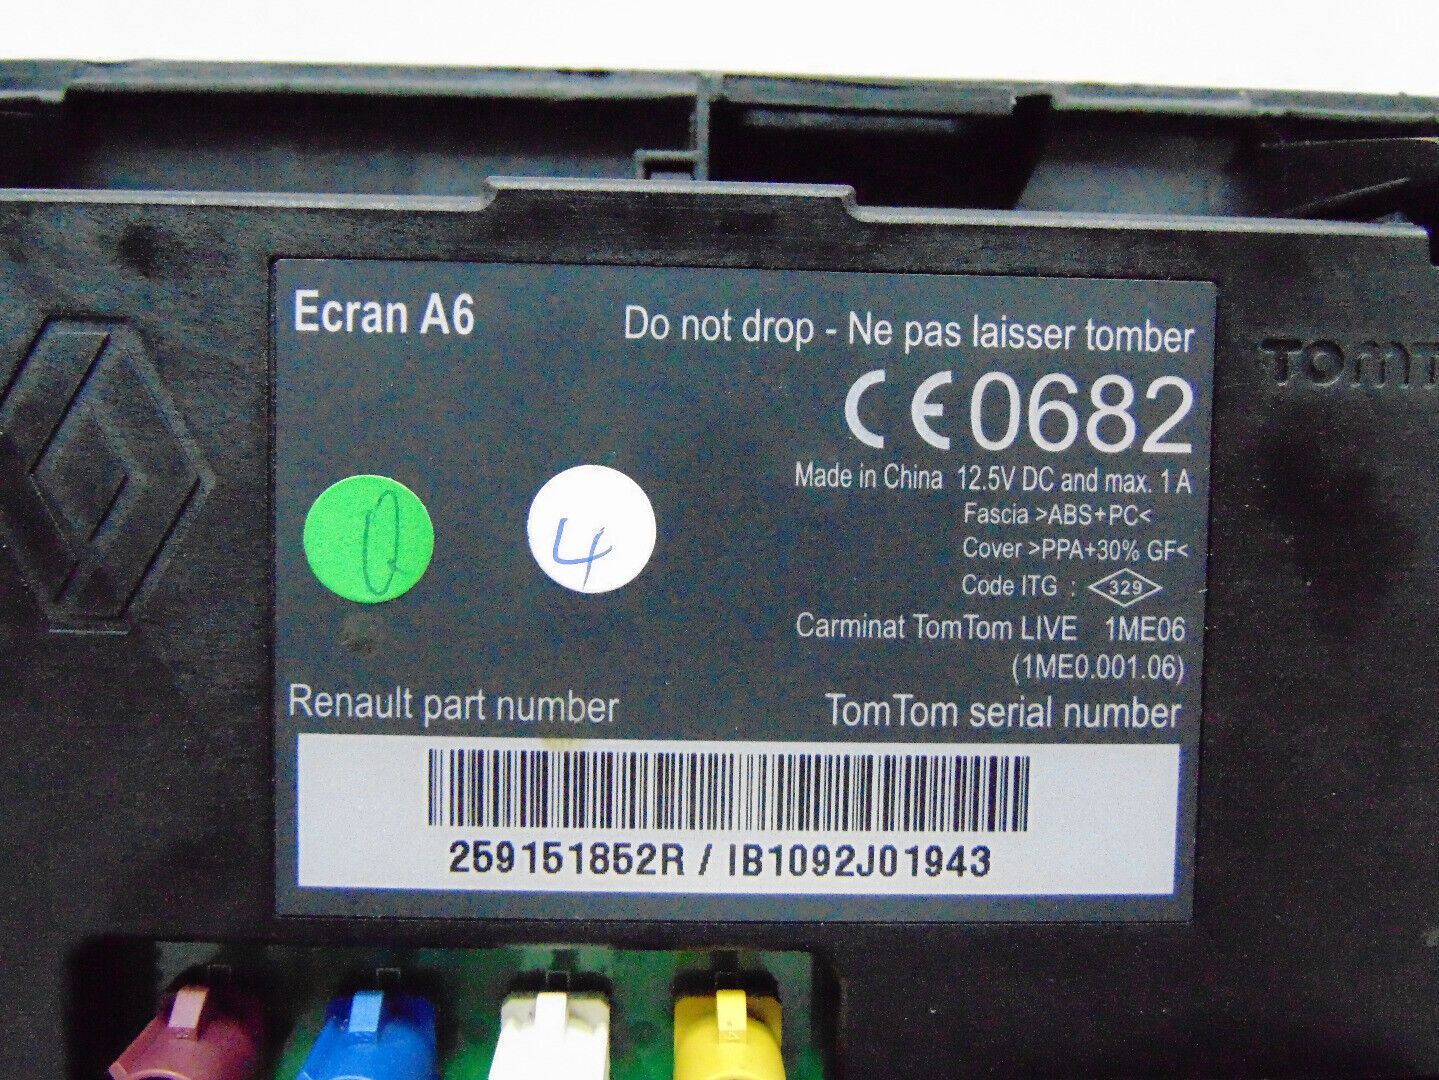 Ecran A6
Do not drop - Ne pas laisser tomber
CE0682
TOMT
Made in China 12.5V DC and max. 1 A
Fascia >ABS+PC<
Cover >PPA+30% GF<
Code ITG : 329
4
Carminat TomTom LIVE 1ME06
(1ME0.001.06)
Renault part number
TomTom serial number
259151852R / IB1092J01943